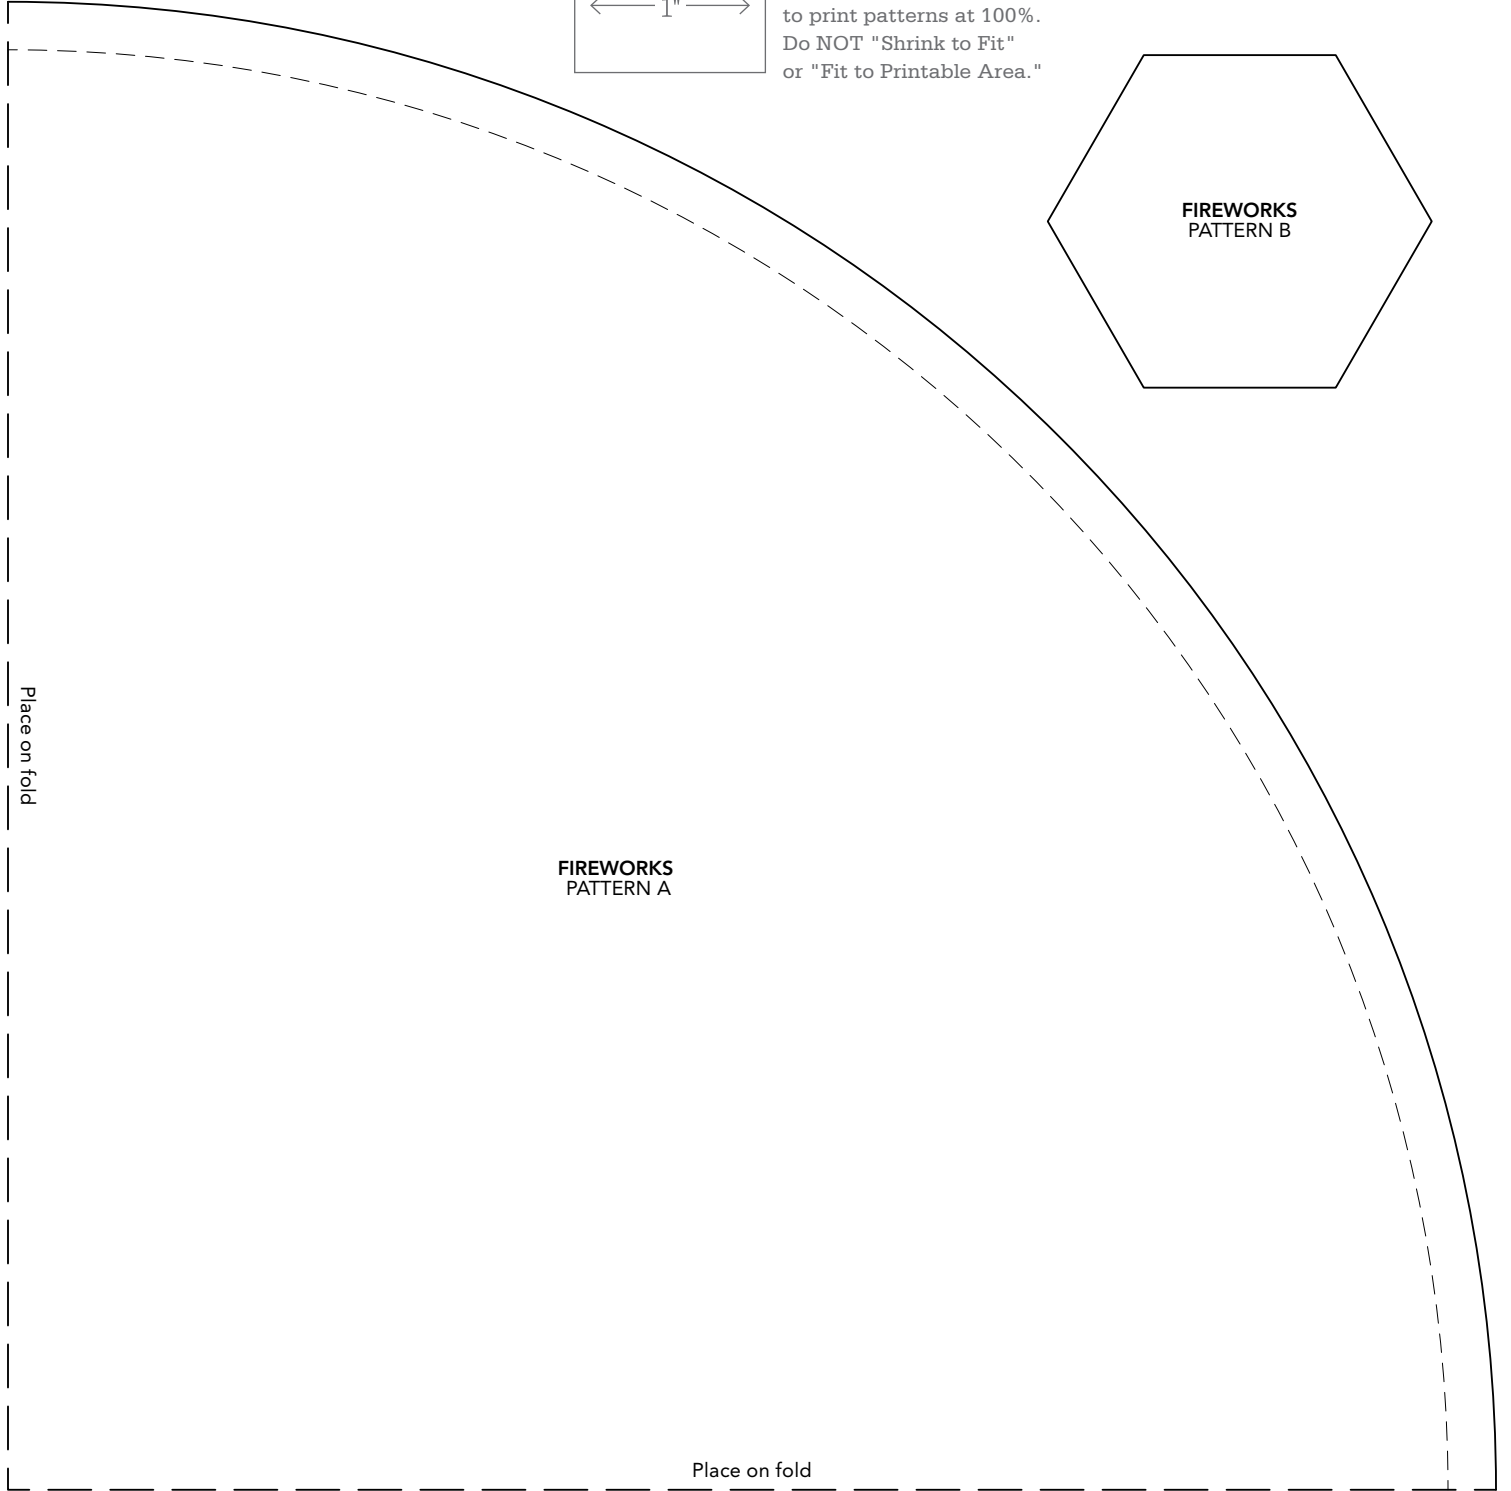 1"
to print patterns at 100%.
Do NOT "Shrink to Fit"
or "Fit to Printable Area."
FIREWORKS
PATTERN B
Place on fold
FIREWORKS
PATTERN A
Place on fold